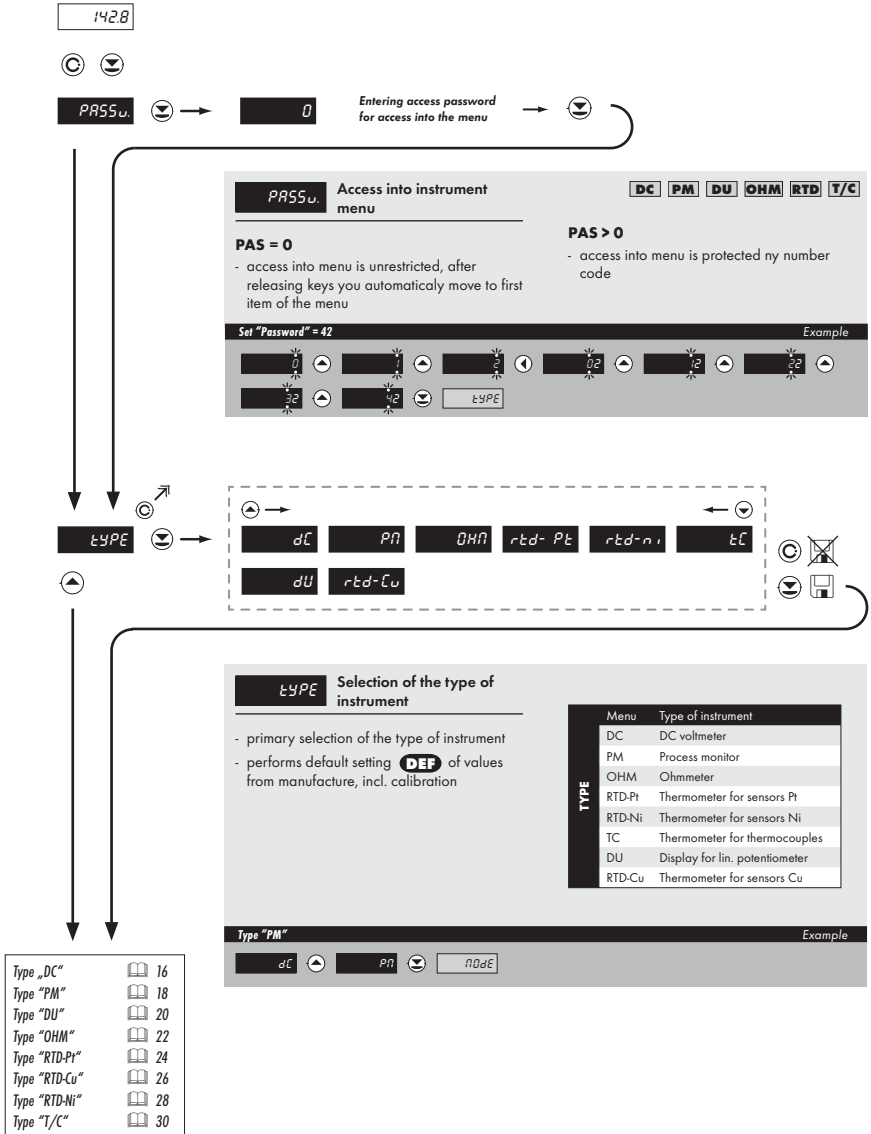 142.8
PASSw.
0
Entering access password
for access into the menu
PASSw.
Access into instrument
menu
DC PM DU OHM RTD T/C
PAS = 0
- access into menu is unrestricted, after
releasing keys you automaticaly move to first
item of the menu
PAS > 0
- access into menu is protected ny number
code
Set "Password" = 42
Example
0 1 2 02 12 22
32 42 tYPE
tYPE
dC PM OHM rtd-Pt rtd-ni tC
dU rtd-Cu
tYPE
Selection of the type of
instrument
- primary selection of the type of instrument
- performs default setting DEF of values
from manufacture, incl. calibration
TYPE
Menu Type of instrument
DC DC voltmeter
PM Process monitor
OHM Ohmmeter
RTD-Pt Thermometer for sensors Pt
RTD-Ni Thermometer for sensors Ni
TC Thermometer for thermocouples
DU Display for lin. potentiometer
RTD-Cu Thermometer for sensors Cu
Type "PM"
Example
dC PM MOdE
Type „DC" 16
Type "PM" 18
Type "DU" 20
Type "OHM" 22
Type "RTD-Pt" 24
Type "RTD-Cu" 26
Type "RTD-Ni" 28
Type "T/C" 30